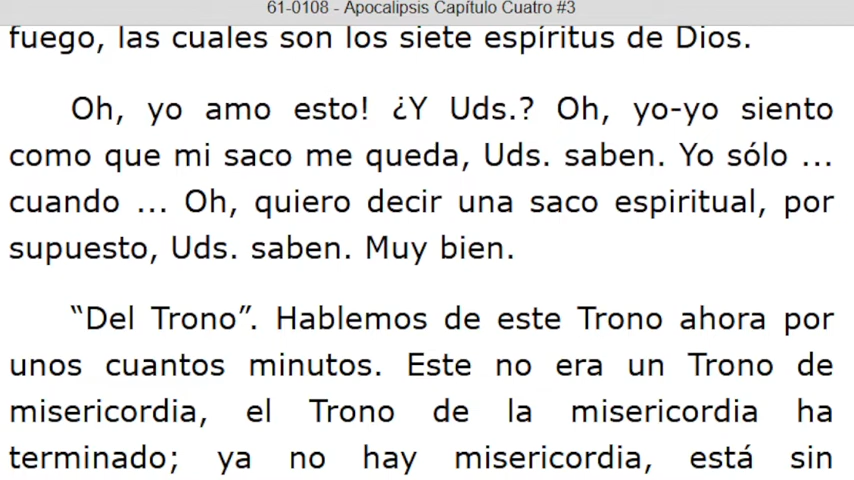 61-0108 - Apocalipsis Capítulo Cuatro #3
fuego, las cuales son los siete espíritus de Dios.
Oh, yo amo esto! ¿Y Uds.? Oh, yo-yo siento
como que mi saco me queda, Uds. saben. Yo sólo ...
cuando ... Oh, quiero decir una saco espiritual, por
supuesto, Uds. saben. Muy bien.
“Del Trono”. Hablemos de este Trono ahora por
unos cuantos minutos. Este no era un Trono de
misericordia, el Trono de la misericordia ha
terminado; ya no hay misericordia, está sin